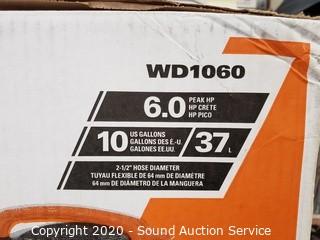 WD1060
6.0 PEAK HP
HP CRÊTE
HP PICO
10 US GALLONS
GALLONS DES É.-U.
GALONES EE.UU.
37 L
2-1/2" HOSE DIAMETER
TUYAU FLEXIBLE DE 64 mm DE DIAMÈTRE
64 mm DE DIÁMETRO DE LA MANGUERA
Copyright 2020 - Sound Auction Service